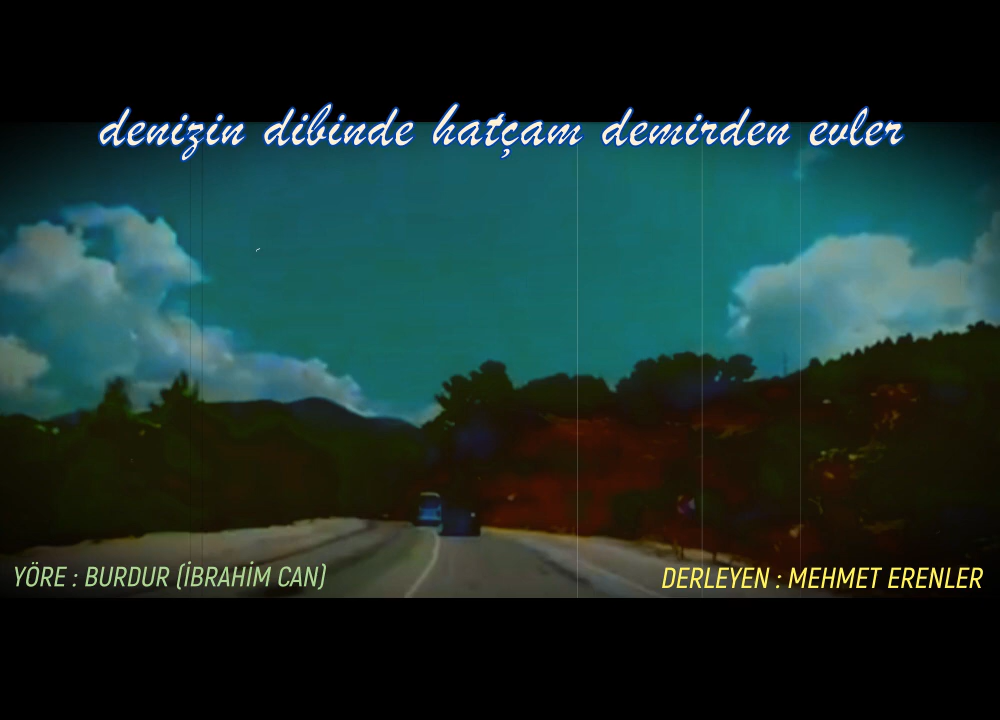 denizin dibinde hatçam demirden evler
YÖRE : BURDUR (İBRAHİM CAN)
DERLEYEN : MEHMET ERENLER